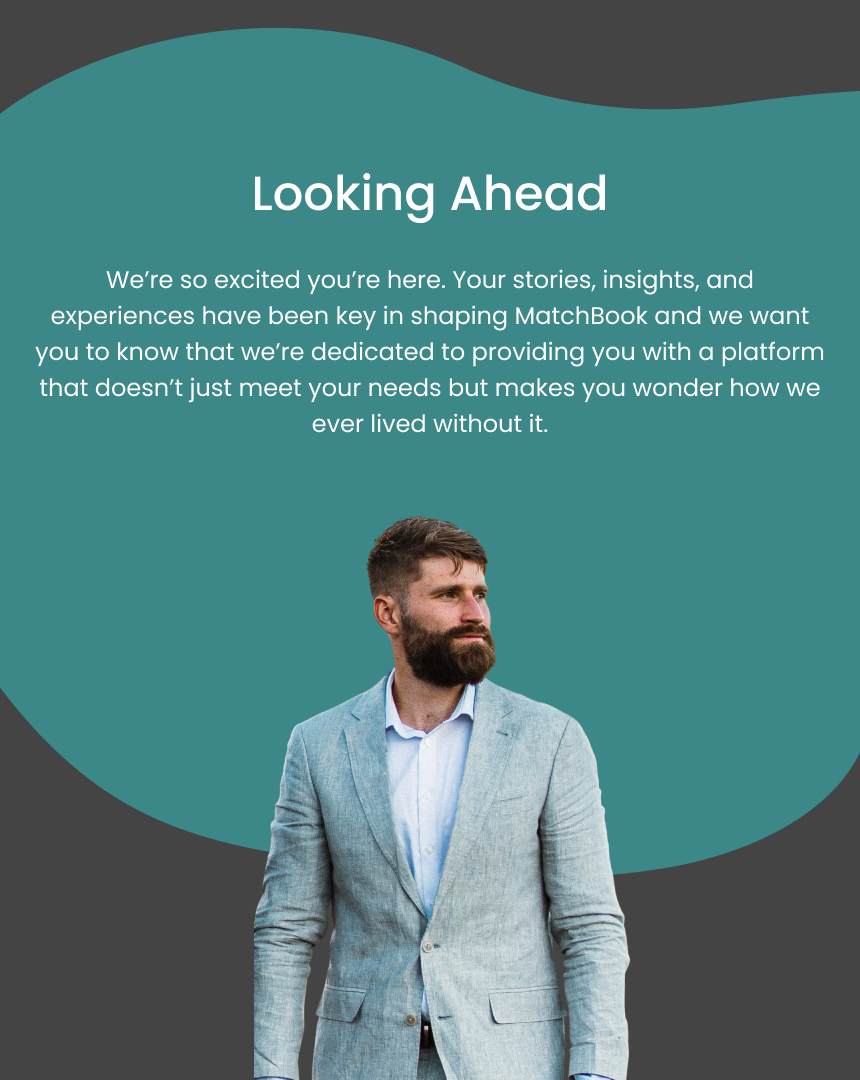 Looking Ahead
We’re so excited you’re here. Your stories, insights, and
experiences have been key in shaping MatchBook and we want
you to know that we’re dedicated to providing you with a platform
that doesn’t just meet your needs but makes you wonder how we
ever lived without it.